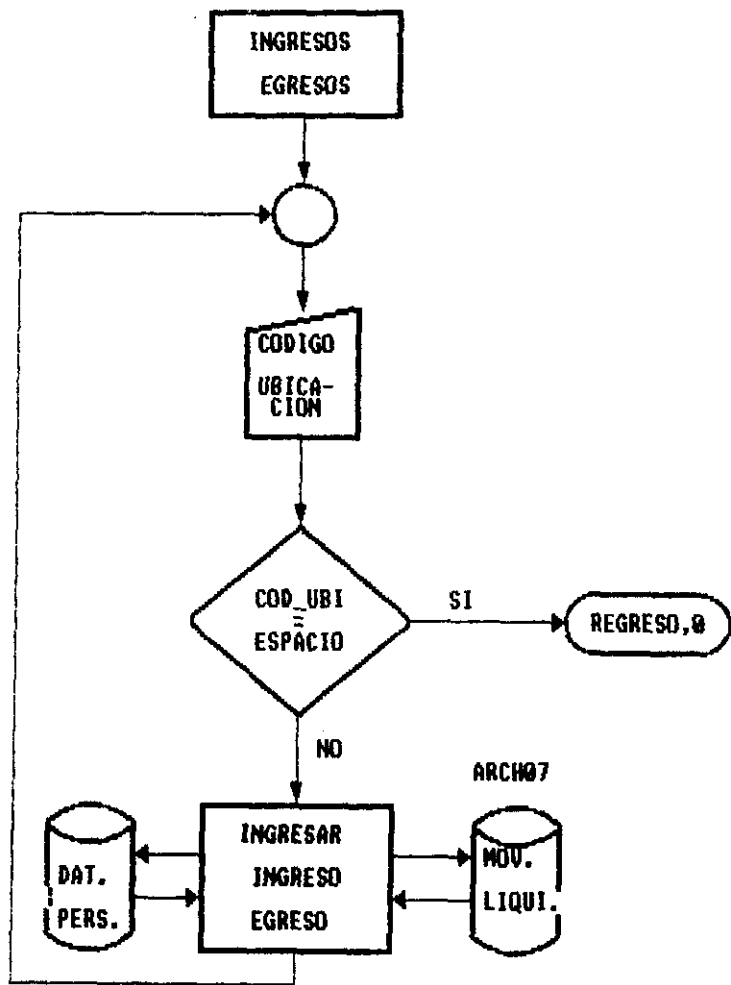 INGRESOS
EGRESOS
CODIGO
UBICA-
CION
COD_UBI
=
ESPACIO
SI
REGRESO,0
NO
ARCH07
DAT.
PERS.
INGRESAR
INGRESO
EGRESO
MOV.
LIQUI.